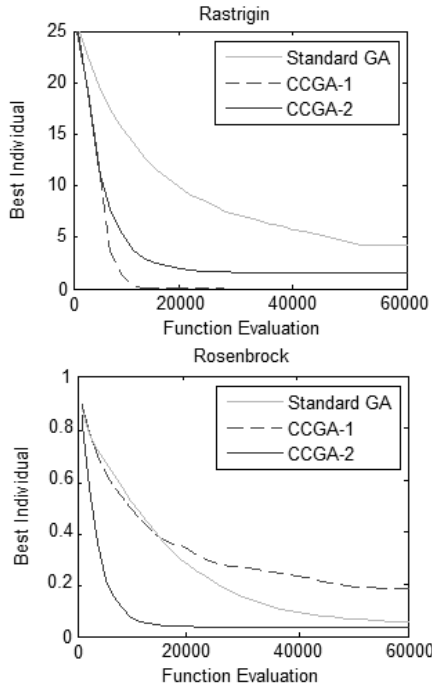 Rastrigin
25
20
15
10
5
0
Best Individual
Standard GA
CCGA-1
CCGA-2
0 20000 40000 60000
Function Evaluation
Rosenbrock
1
0.8
0.6
0.4
0.2
0
Best Individual
Standard GA
CCGA-1
CCGA-2
0 20000 40000 60000
Function Evaluation